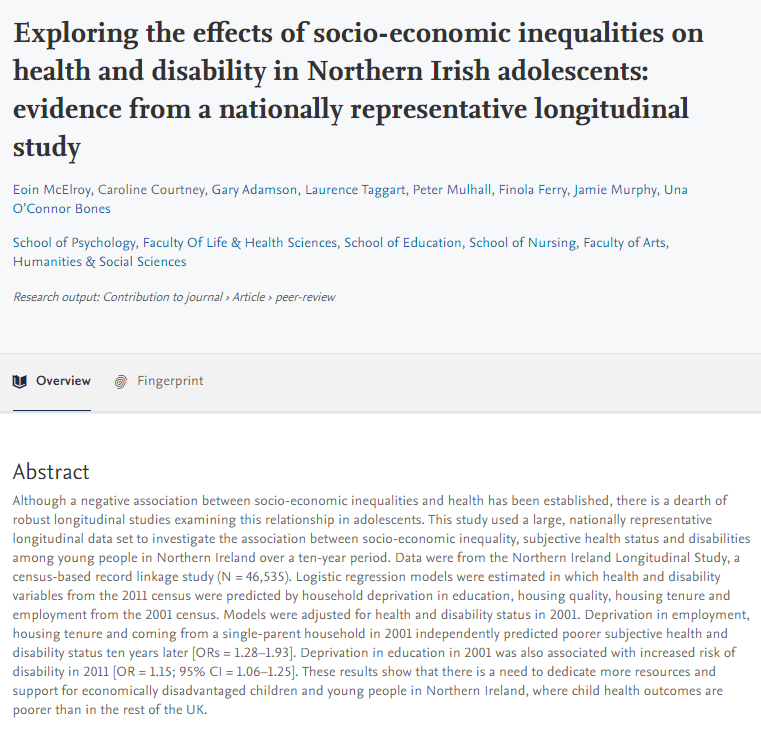 Exploring the effects of socio-economic inequalities on
health and disability in Northern Irish adolescents:
evidence from a nationally representative longitudinal
study
Eoin McElroy, Caroline Courtney, Gary Adamson, Laurence Taggart, Peter Mulhall, Finola Ferry, Jamie Murphy, Una
O'Connor Bones
School of Psychology, Faculty Of Life & Health Sciences, School of Education, School of Nursing, Faculty of Arts,
Humanities & Social Sciences
Research output: Contribution to journal › Article › peer-review
Overview
Fingerprint
Abstract
Although a negative association between socio-economic inequalities and health has been established, there is a dearth of
robust longitudinal studies examining this relationship in adolescents. This study used a large, nationally representative
longitudinal data set to investigate the association between socio-economic inequality, subjective health status and disabilities
among young people in Northern Ireland over a ten-year period. Data were from the Northern Ireland Longitudinal Study, a
census-based record linkage study (N = 46,535). Logistic regression models were estimated in which health and disability
variables from the 2011 census were predicted by household deprivation in education, housing quality, housing tenure and
employment from the 2001 census. Models were adjusted for health and disability status in 2001. Deprivation in employment,
housing tenure and coming from a single-parent household in 2001 independently predicted poorer subjective health and
disability status ten years later [ORs = 1.28–1.93]. Deprivation in education in 2001 was also associated with increased risk of
disability in 2011 [OR = 1.15; 95% CI = 1.06–1.25]. These results show that there is a need to dedicate more resources and
support for economically disadvantaged children and young people in Northern Ireland, where child health outcomes are
poorer than in the rest of the UK.